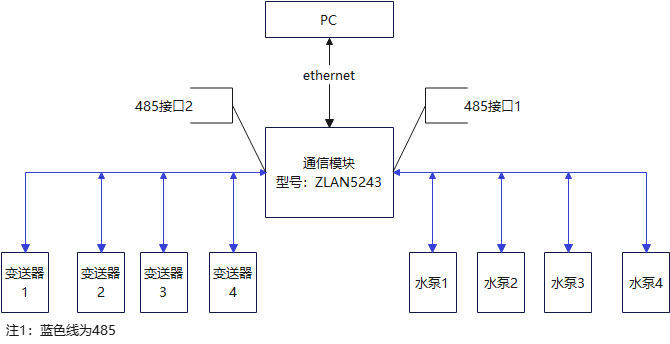 PC
ethernet
485接口2
485接口1
通信模块
型号：ZLAN5243
变送器
1
变送器
2
变送器
3
变送器
4
水泵1
水泵2
水泵3
水泵4
注1：蓝色线为485